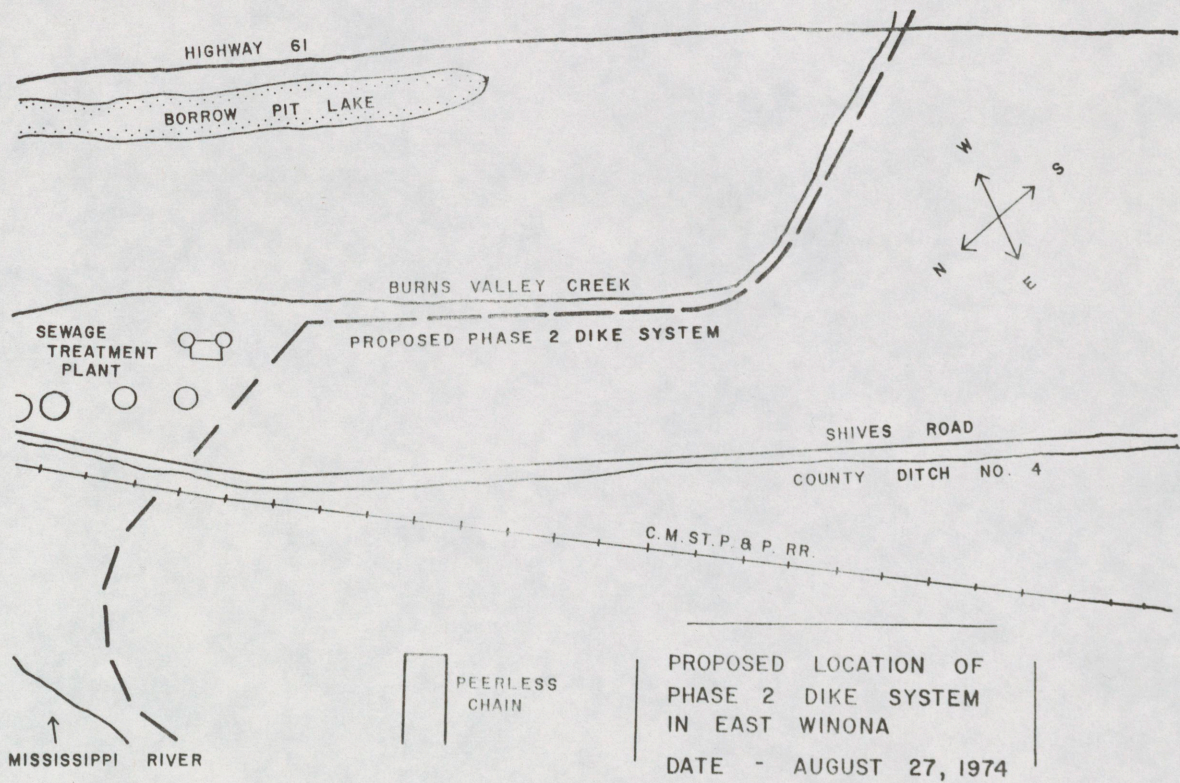 HIGHWAY 61
BORROW PIT LAKE
W
S
N
E
BURNS VALLEY CREEK
SEWAGE
TREATMENT
PLANT
PROPOSED PHASE 2 DIKE SYSTEM
SHIVES ROAD
COUNTY DITCH NO. 4
C. M. ST. P. & P. RR.
PEERLESS
CHAIN
MISSISSIPPI RIVER
PROPOSED LOCATION OF
PHASE 2 DIKE SYSTEM
IN EAST WINONA
DATE - AUGUST 27, 1974